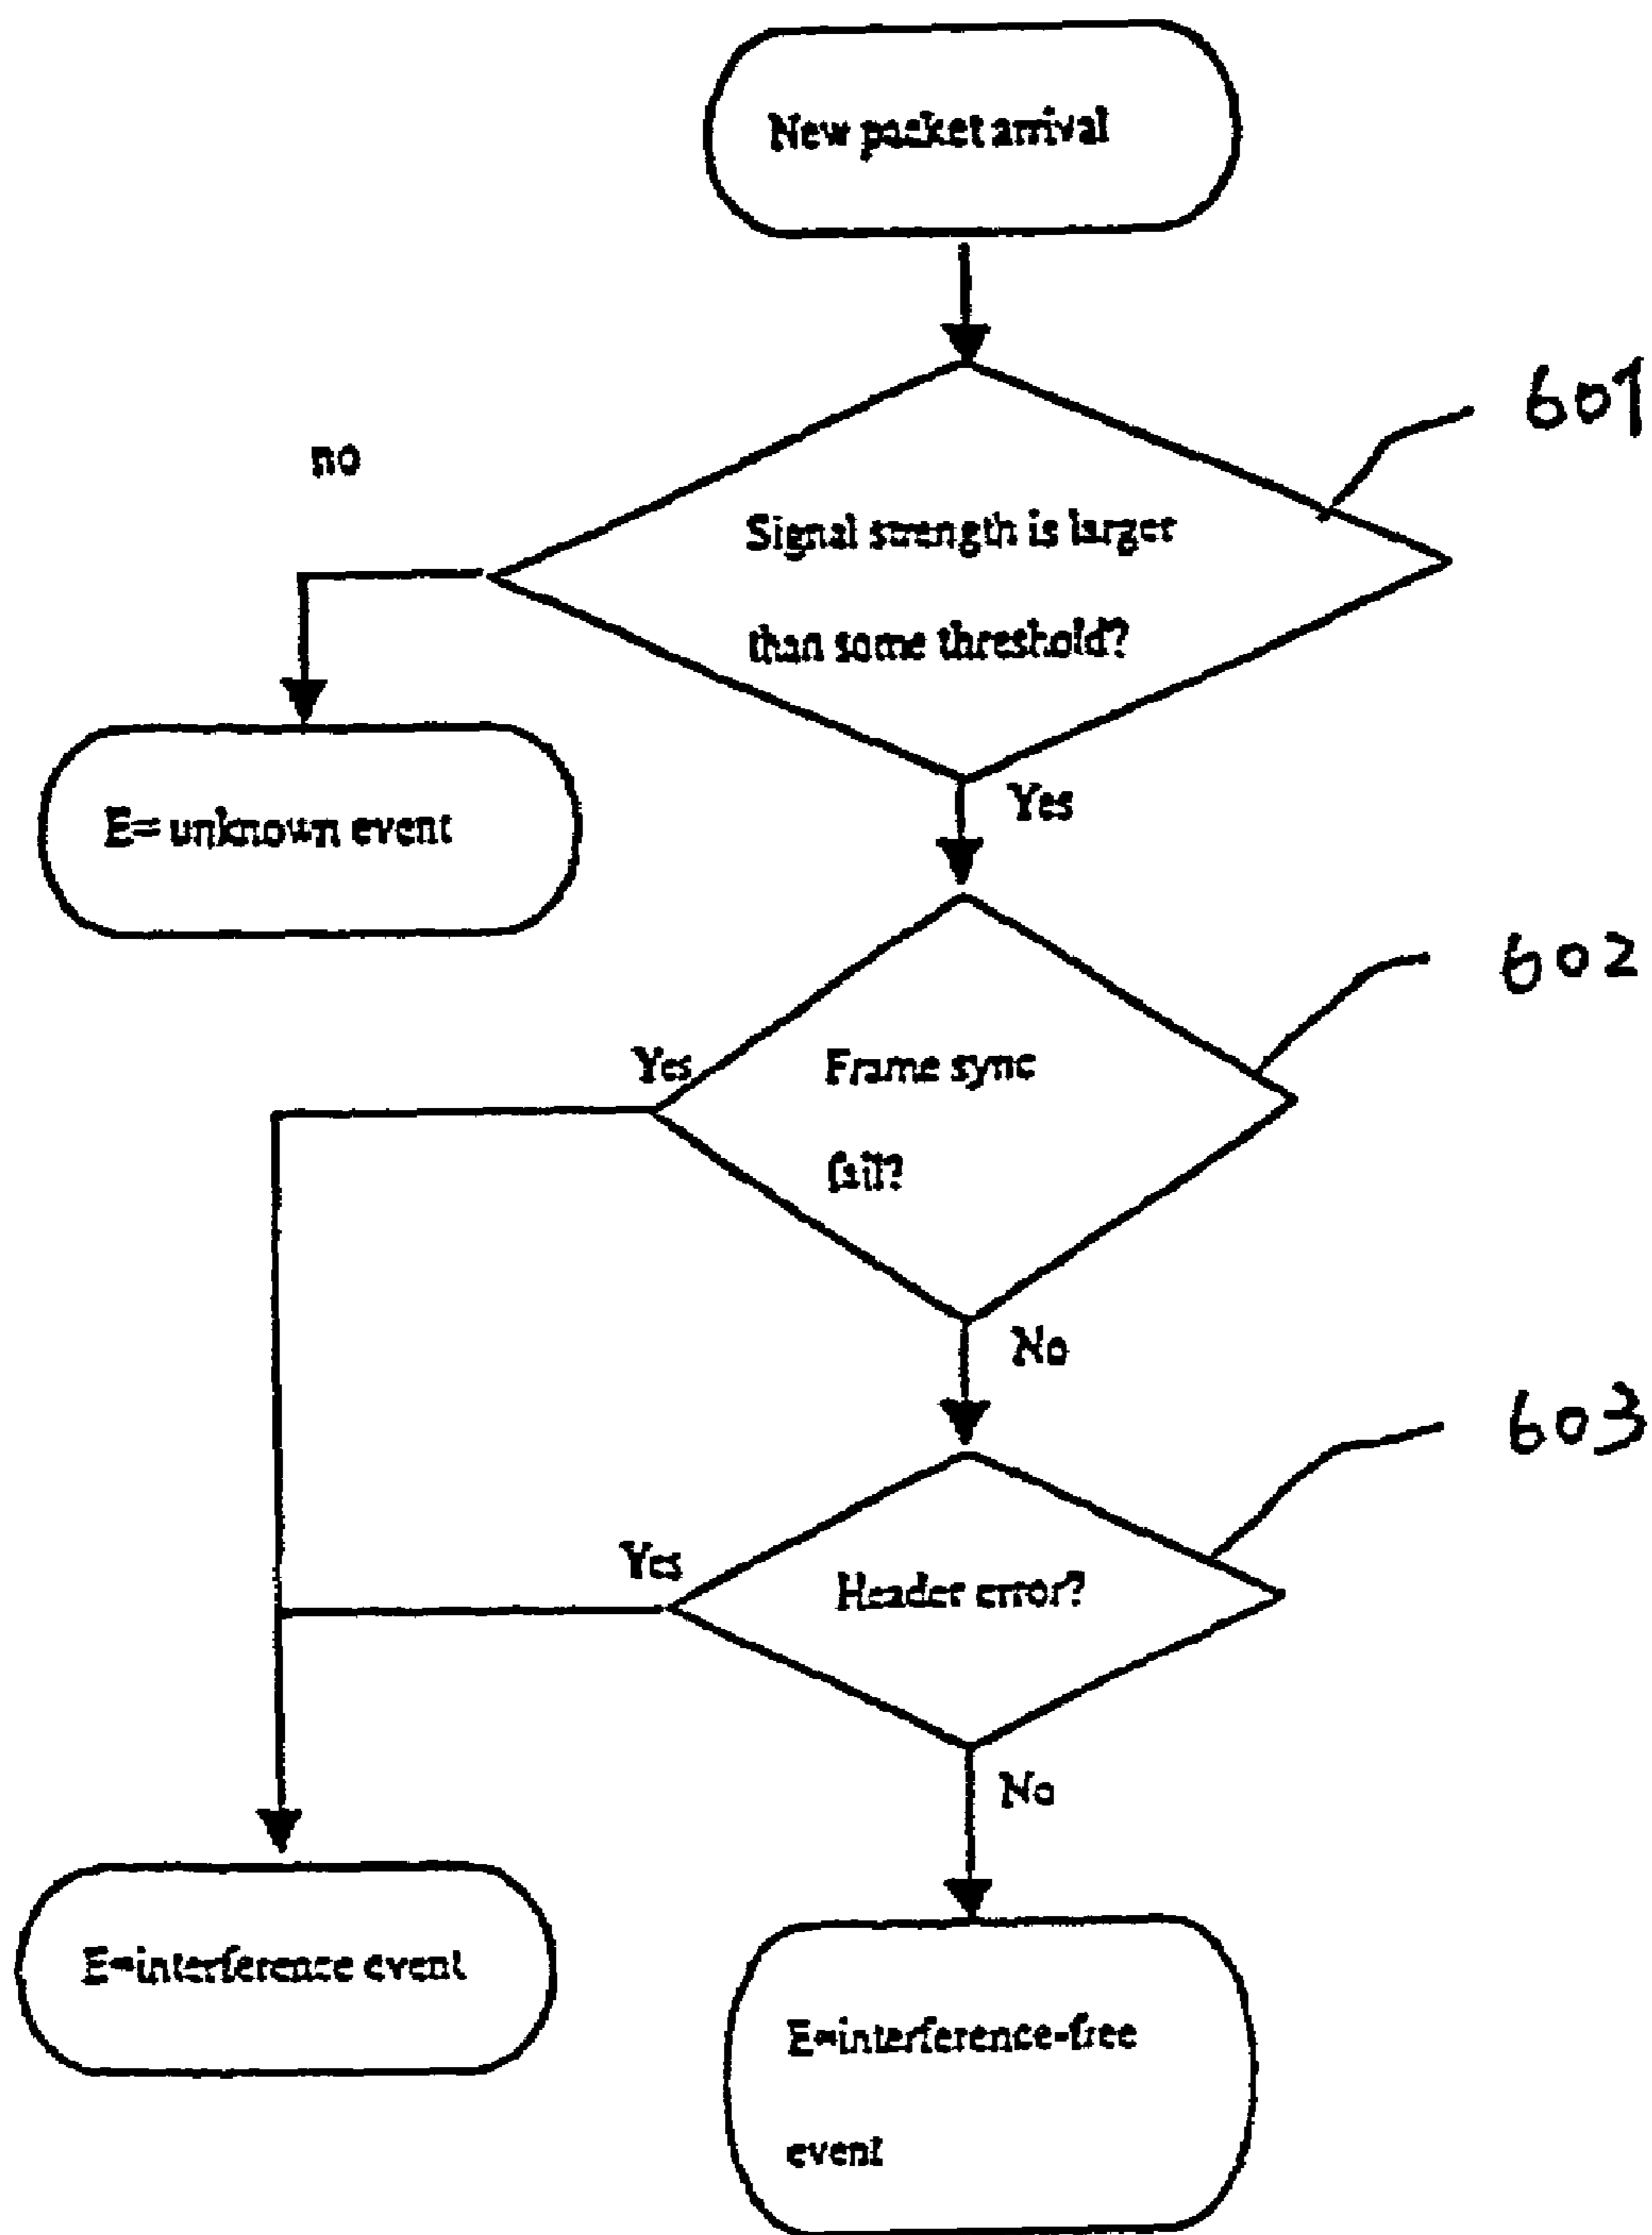 New packet arrival
601
no
Signal strength is larger
than some threshold?
Yes
E= unknown event
602
Yes
Frame sync
fail?
No
603
Yes
Header error?
No
E=interference event
E=interference-free
event